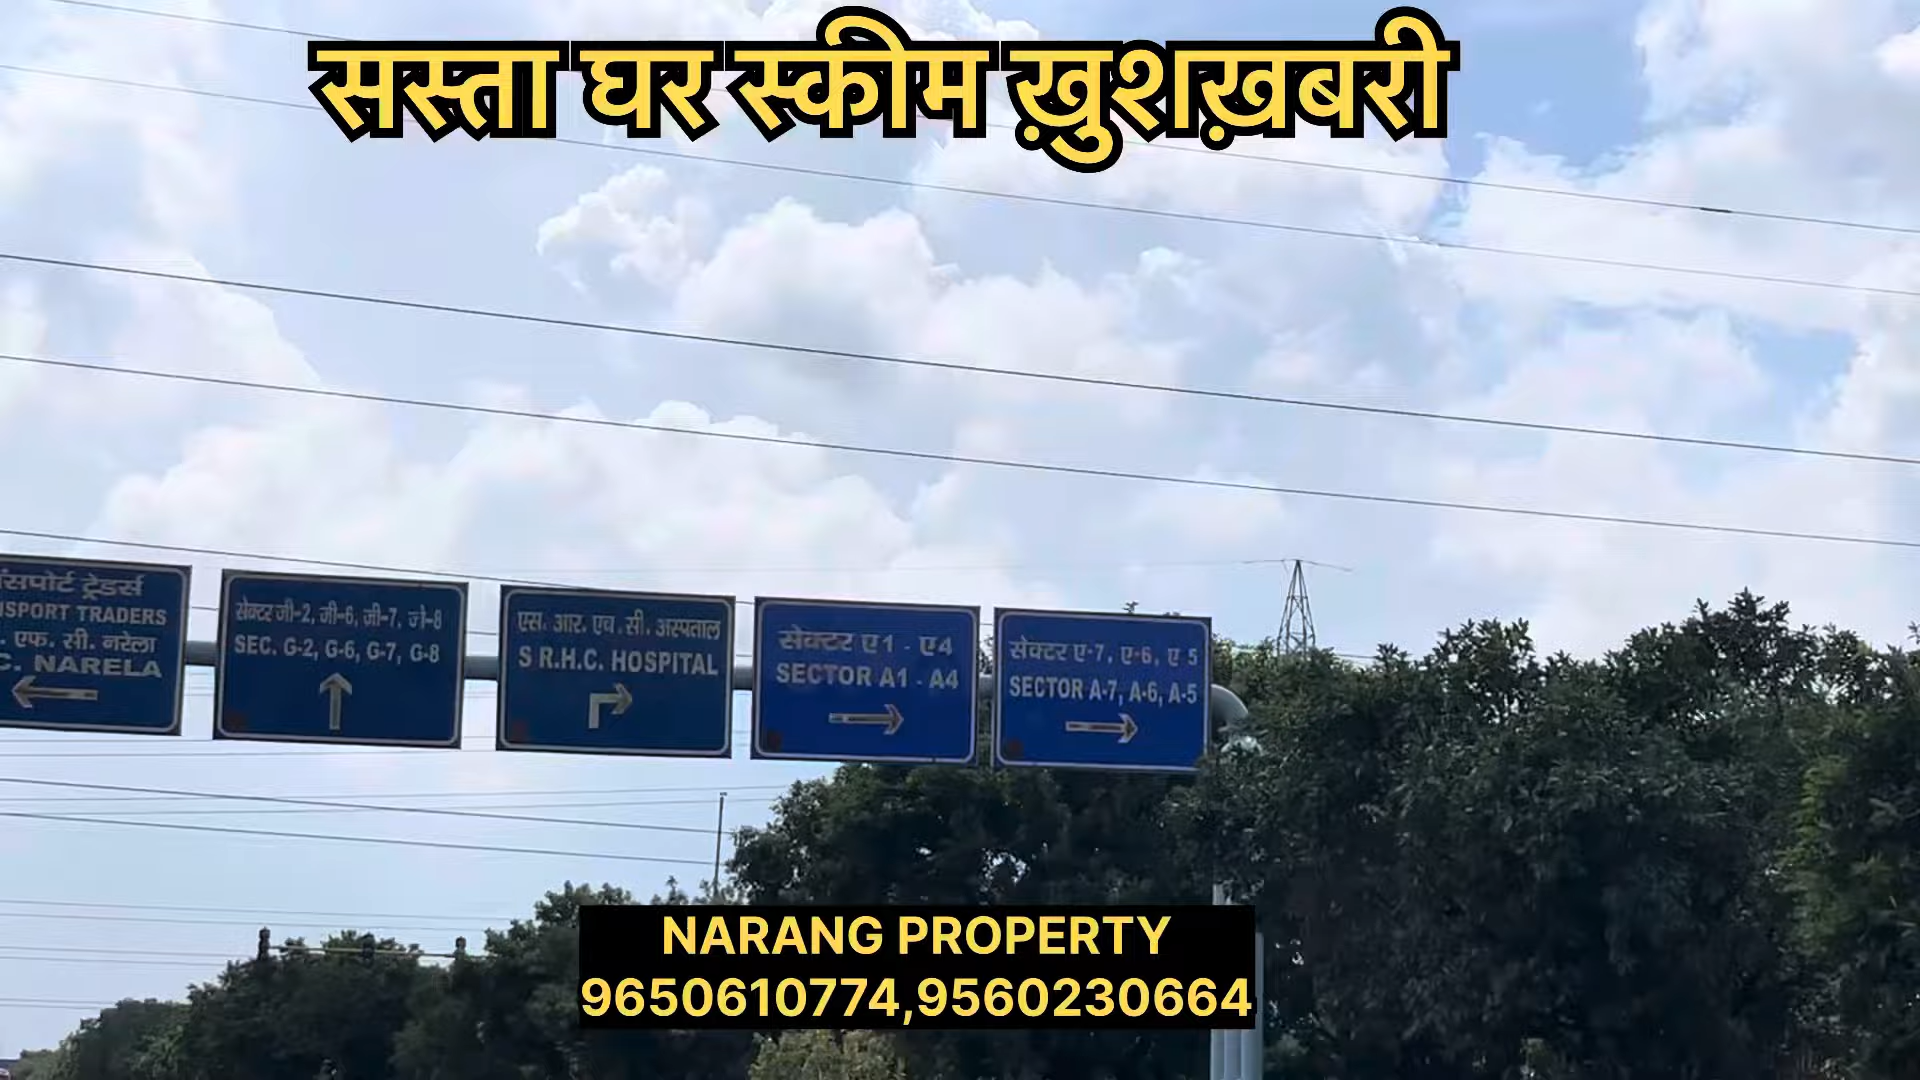 सस्ता घर स्कीम ख़ुशख़बरी
ट्रेडर्स
TRADERS
एफ. सी. नरेला
C. NARELA
सेक्टर जी-2, जी-6, जी-7, जे-8
SEC. G-2, G-6, G-7, G-8
एस. आर. एच. सी. अस्पताल
S R.H.C. HOSPITAL
सेक्टर ए1 - ए4
SECTOR A1 - A4
सेक्टर ए-7, ए-6, ए 5
SECTOR A-7, A-6, A-5
NARANG PROPERTY
9650610774,9560230664